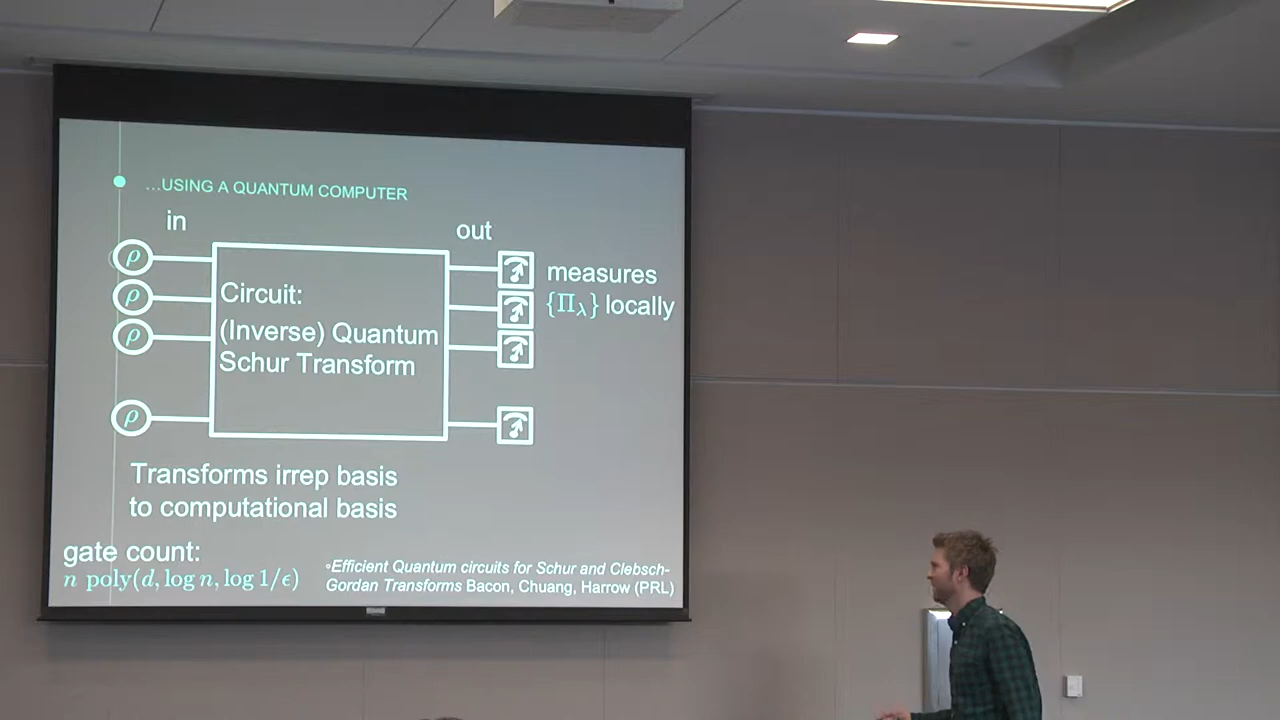 ...USING A QUANTUM COMPUTER
in
out
ρ
ρ
ρ
ρ
Circuit:
(Inverse) Quantum
Schur Transform
measures
{Π_λ} locally
Transforms irrep basis
to computational basis
gate count:
n poly(d, log n, log 1/ϵ)
•Efficient Quantum circuits for Schur and Clebsch-
Gordan Transforms Bacon, Chuang, Harrow (PRL)